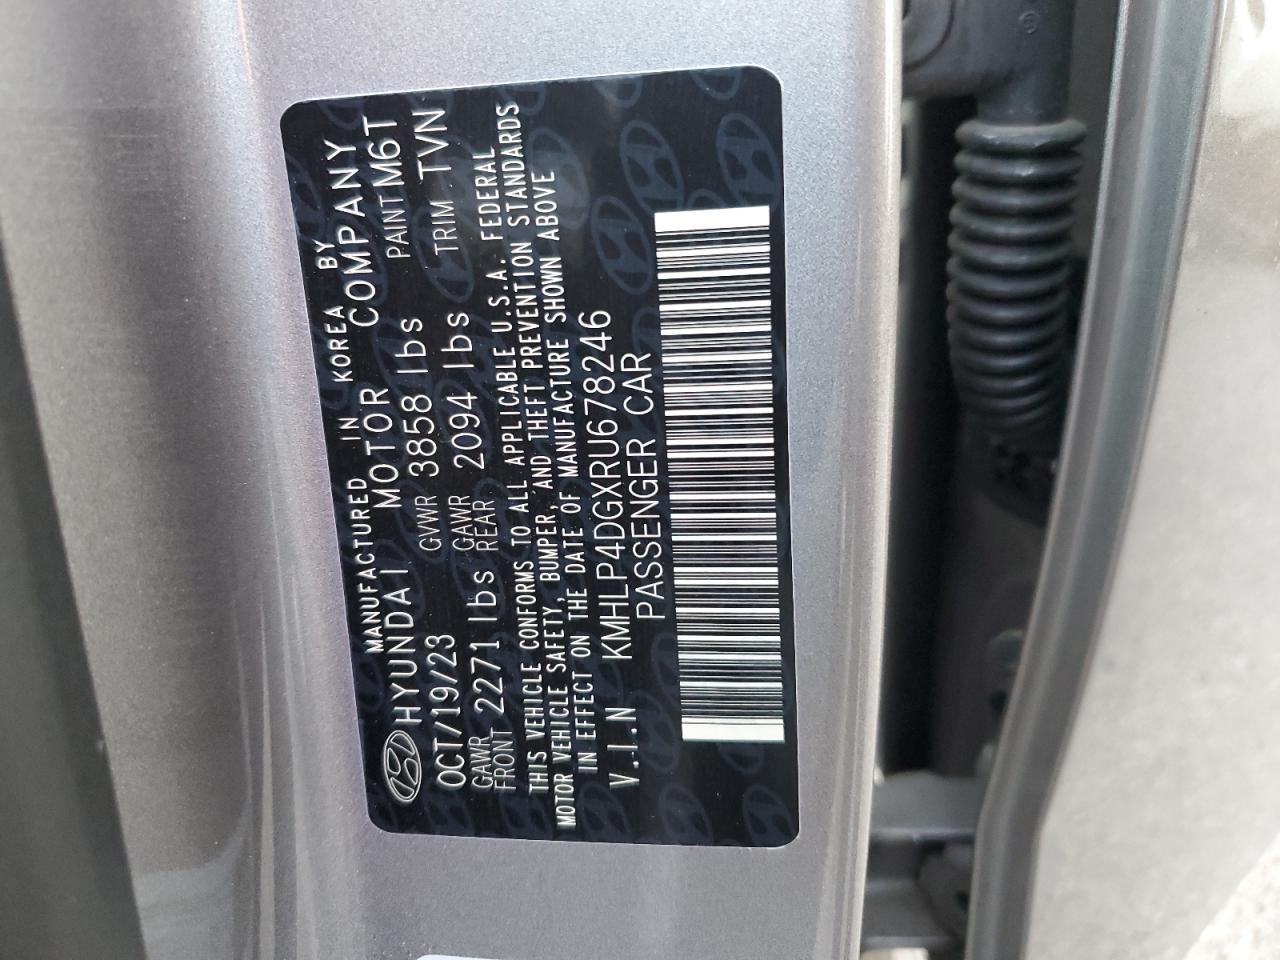 MANUFACTURED IN KOREA BY
HYUNDAI MOTOR COMPANY
OCT/19/23 GVWR 3858 lbs PAINT M6T
GAWR FRONT 2271 lbs GAWR REAR 2094 lbs TRIM TVN
THIS VEHICLE CONFORMS TO ALL APPLICABLE U.S.A. FEDERAL
MOTOR VEHICLE SAFETY, BUMPER, AND THEFT PREVENTION STANDARDS
IN EFFECT ON THE DATE OF MANUFACTURE SHOWN ABOVE
V.I.N KMHLP4DGXRU678246
PASSENGER CAR